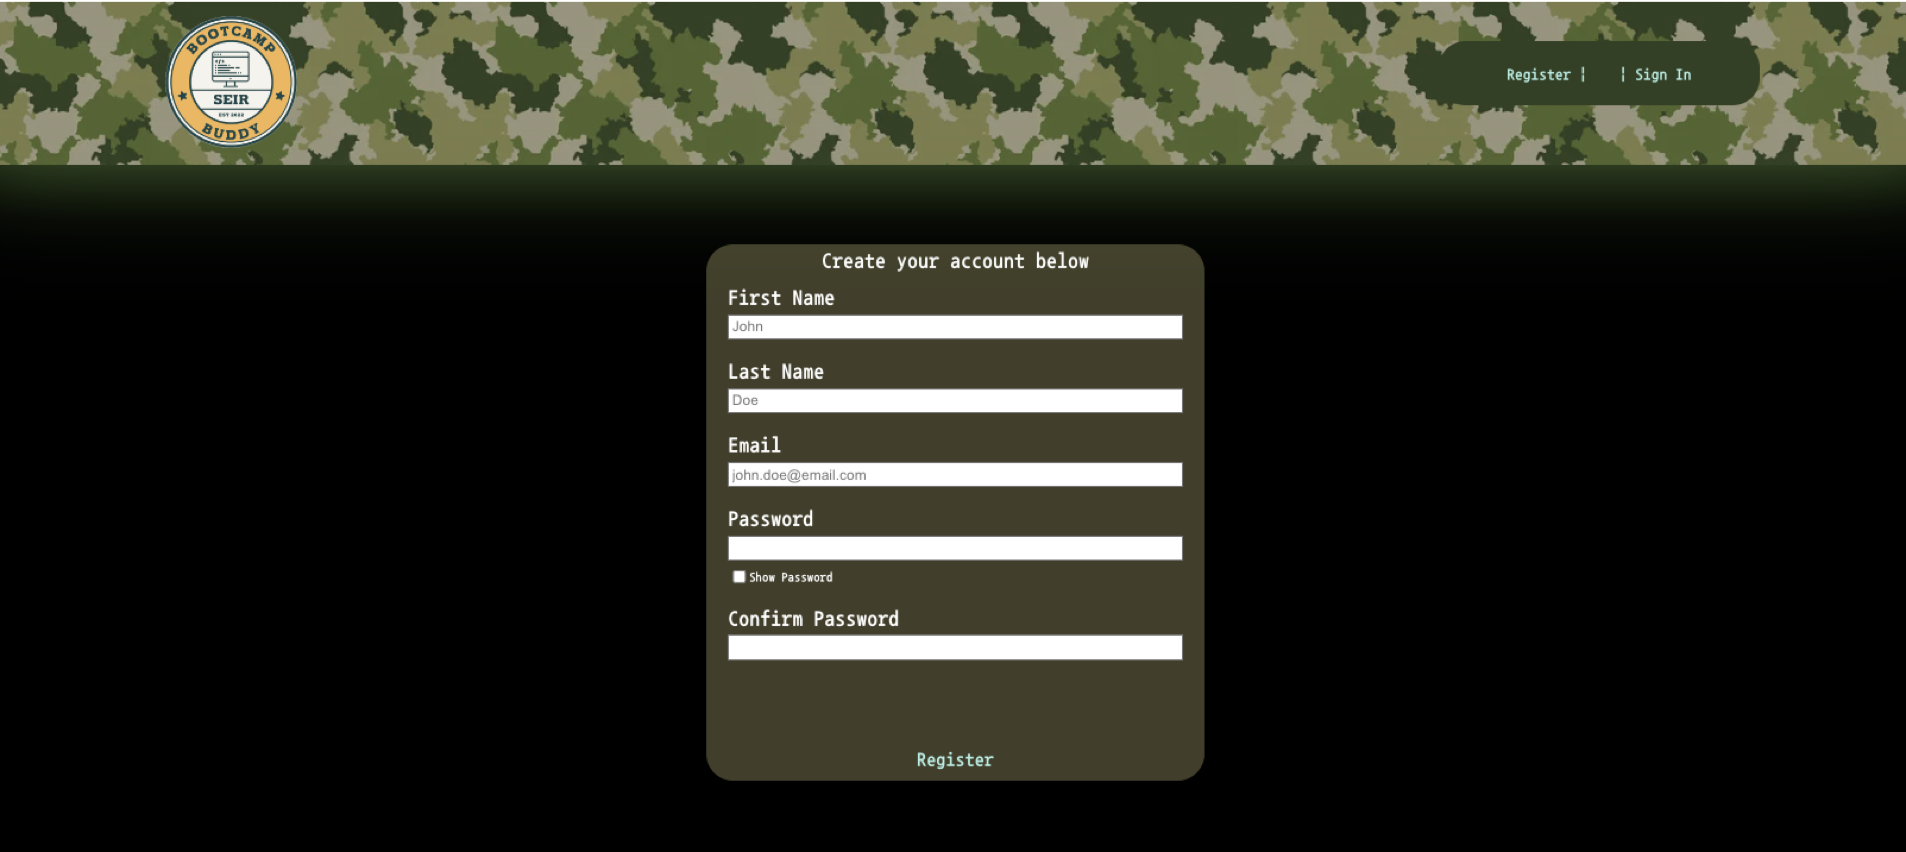 BOOTCAMP
SEIR
EST 2022
BUDDY
Register ¦ ¦ Sign In
Create your account below
First Name
John
Last Name
Doe
Email
john.doe@email.com
Password
Show Password
Confirm Password
Register